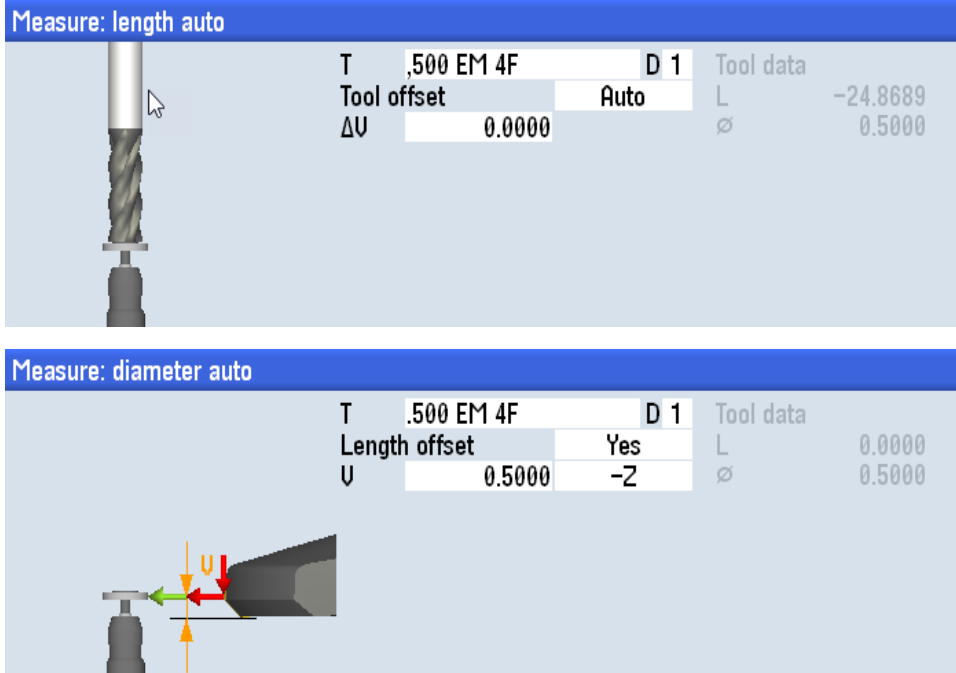 Measure: length auto
T ,500 EM 4F D 1 Tool data
Tool offset Auto L -24.8689
ΔV 0.0000 Ø 0.5000
Measure: diameter auto
T .500 EM 4F D 1 Tool data
Length offset Yes L 0.0000
V 0.5000 -Z Ø 0.5000
V